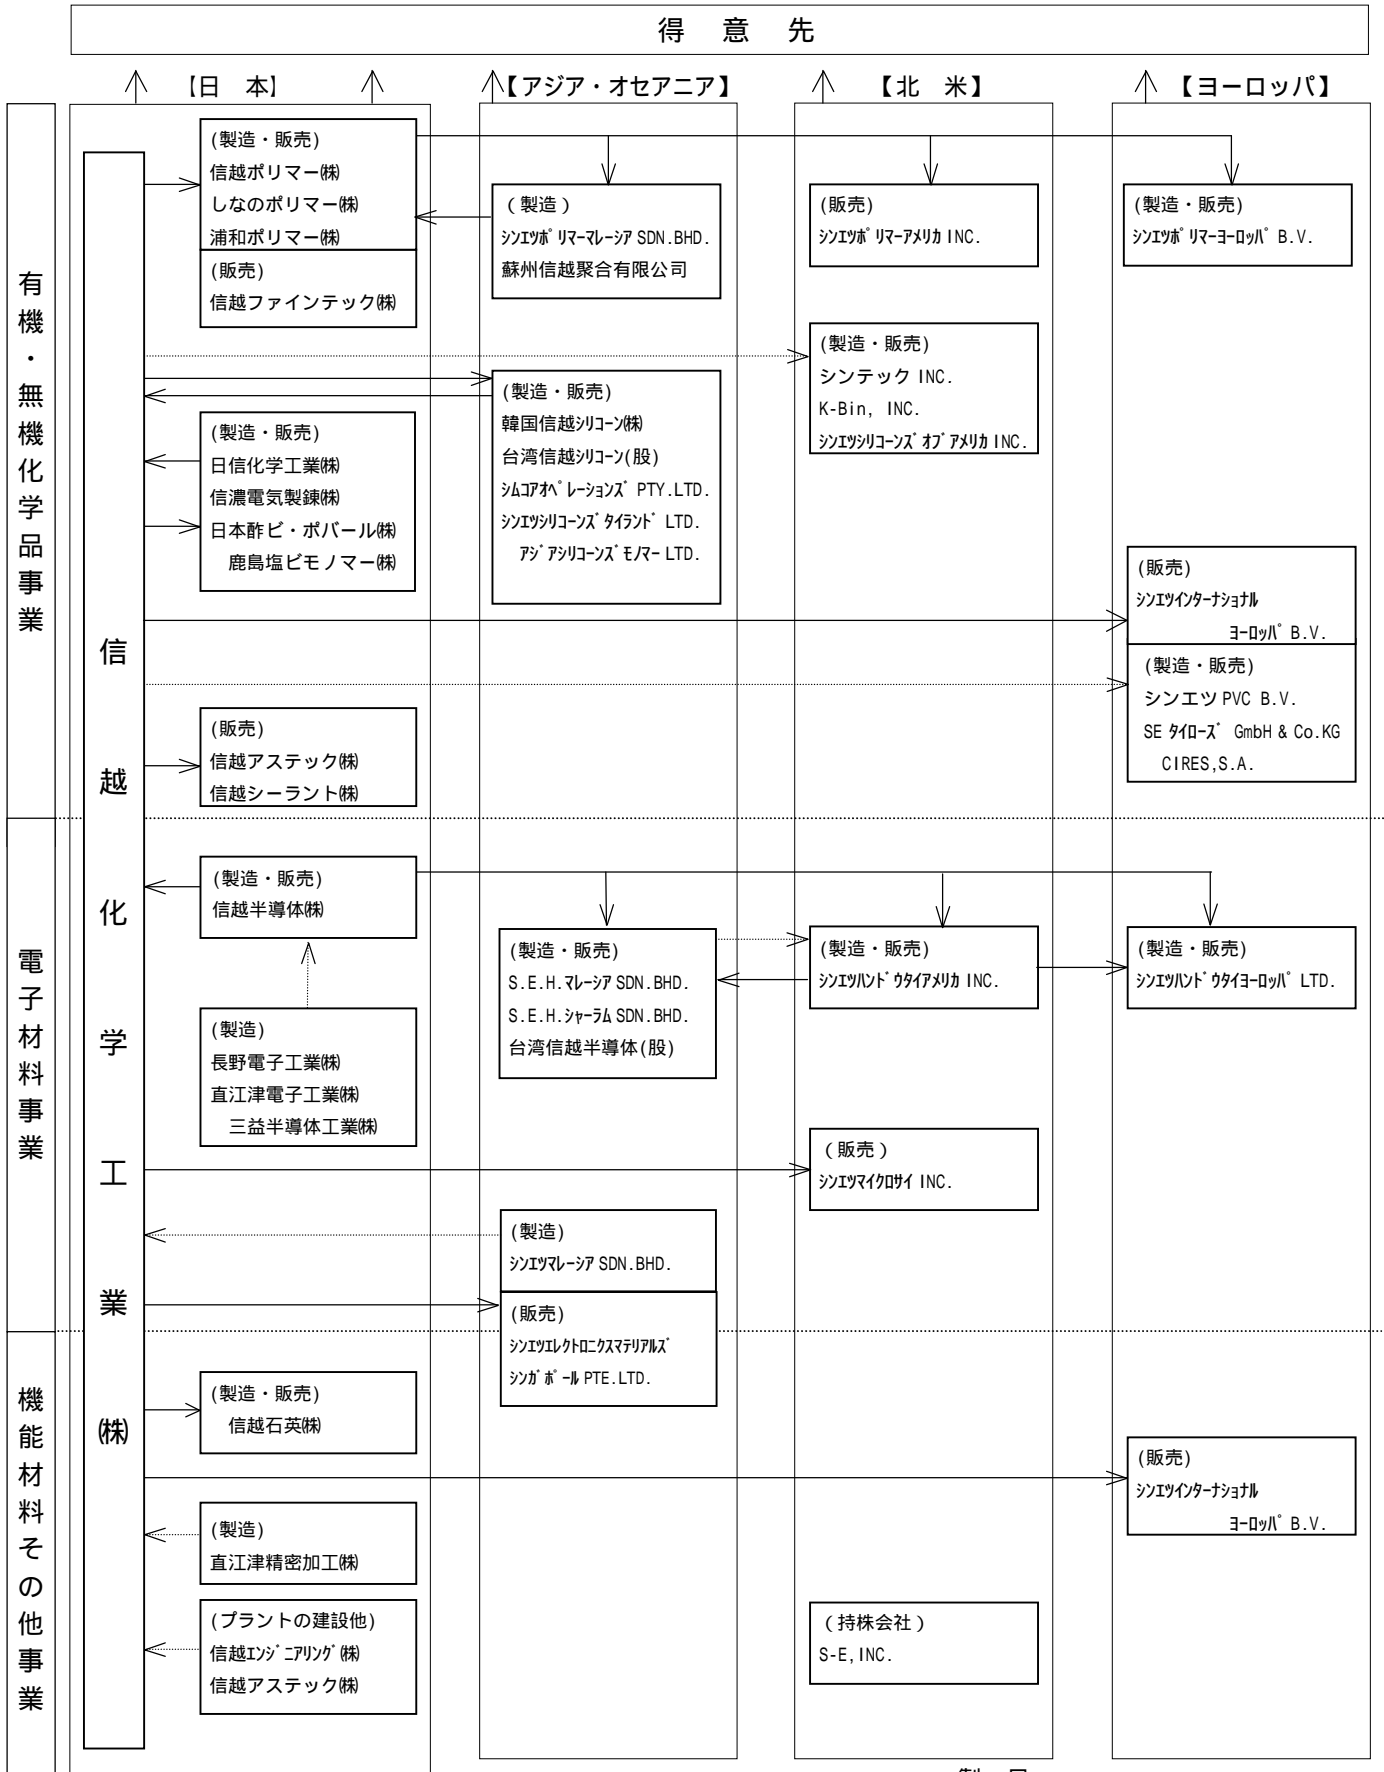 得 意 先
【日 本】
【アジア・オセアニア】
【北 米】
【ヨーロッパ】
有機・無機化学品事業
電子材料事業
機能材料その他事業
信越化学工業㈱
(製造・販売)
信越ポリマー㈱
しなのポリマー㈱
浦和ポリマー㈱
(販売)
信越ファインテック㈱
(製造)
ｼﾝｴﾂﾎﾟﾘﾏｰﾏﾚｰｼｱ SDN.BHD.
蘇州信越聚合有限公司
(販売)
ｼﾝｴﾂﾎﾟﾘﾏｰｱﾒﾘｶ INC.
(製造・販売)
ｼﾝｴﾂﾎﾟﾘﾏｰﾖｰﾛｯﾊﾟ B.V.
(製造・販売)
シンテック INC.
K-Bin, INC.
ｼﾝｴﾂｼﾘｺｰﾝｽﾞｵﾌﾞｱﾒﾘｶ INC.
(製造・販売)
韓国信越ｼﾘｺｰﾝ㈱
台湾信越ｼﾘｺｰﾝ(股)
ｼﾑｺｱｵﾍﾟﾚｰｼｮﾝｽﾞ PTY.LTD.
ｼﾝｴﾂｼﾘｺｰﾝｽﾞﾀｲﾗﾝﾄﾞ LTD.
ｱｼﾞｱｼﾘｺｰﾝｽﾞﾓﾉﾏｰ LTD.
(製造・販売)
日信化学工業㈱
信濃電気製錬㈱
日本酢ビ・ポバール㈱
鹿島塩ビモノマー㈱
(販売)
ｼﾝｴﾂｲﾝﾀｰﾅｼｮﾅﾙ
ﾖｰﾛｯﾊﾟ B.V.
(製造・販売)
シンエツ PVC B.V.
SE ﾀｲﾛｰｽﾞ GmbH & Co.KG
CIRES,S.A.
(販売)
信越アステック㈱
信越シーラント㈱
(製造・販売)
信越半導体㈱
(製造・販売)
S.E.H.ﾏﾚｰｼｱ SDN.BHD.
S.E.H.ｼｬｰﾗﾑ SDN.BHD.
台湾信越半導体(股)
(製造・販売)
ｼﾝｴﾂﾊﾝﾄﾞｳﾀｲｱﾒﾘｶ INC.
(製造・販売)
ｼﾝｴﾂﾊﾝﾄﾞｳﾀｲﾖｰﾛｯﾊﾟ LTD.
(製造)
長野電子工業㈱
直江津電子工業㈱
三益半導体工業㈱
(販売)
ｼﾝｴﾂﾏｲｸﾛｻｲ INC.
(製造)
ｼﾝｴﾂﾏﾚｰｼｱ SDN.BHD.
(販売)
ｼﾝｴﾂｴﾚｸﾄﾛﾆｸｽﾏﾃﾘｱﾙｽﾞ
ｼﾝｶﾞﾎﾟｰﾙ PTE.LTD.
(製造・販売)
信越石英㈱
(販売)
ｼﾝｴﾂｲﾝﾀｰﾅｼｮﾅﾙ
ﾖｰﾛｯﾊﾟ B.V.
(製造)
直江津精密加工㈱
(プラントの建設他)
信越ｴﾝｼﾞﾆｱﾘﾝｸﾞ㈱
信越アステック㈱
(持株会社)
S-E,INC.